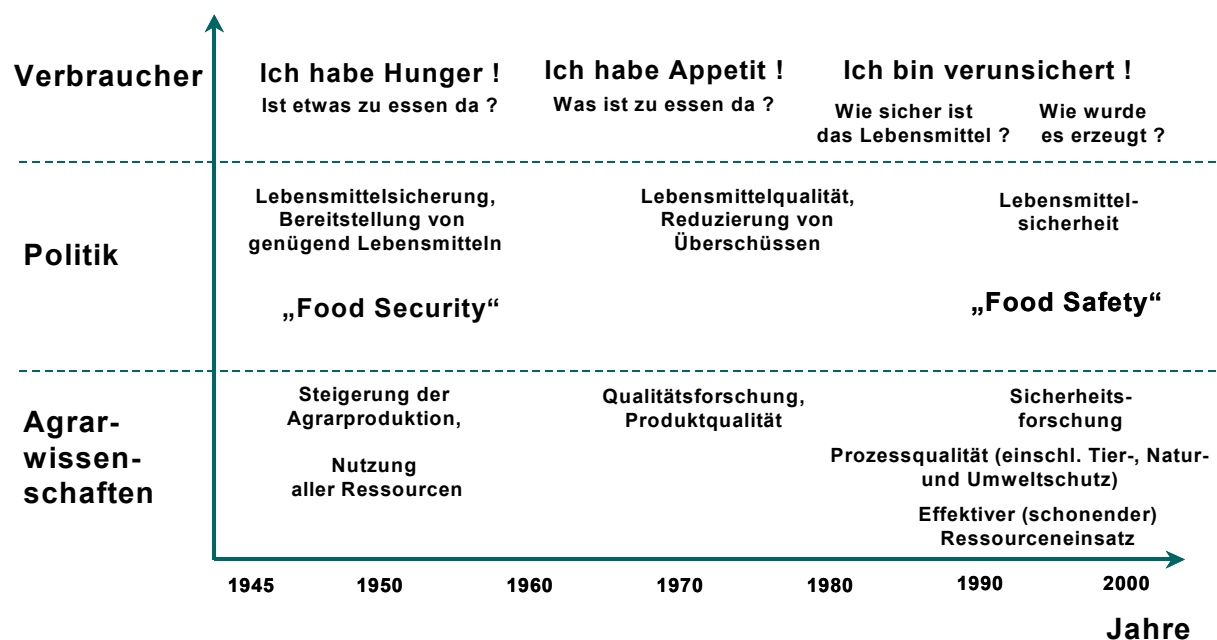 Verbraucher
Ich habe Hunger !
Ist etwas zu essen da ?
Ich habe Appetit !
Was ist zu essen da ?
Ich bin verunsichert !
Wie sicher ist
das Lebensmittel ?
Wie wurde
es erzeugt ?
Politik
Lebensmittelsicherung,
Bereitstellung von
genügend Lebensmitteln
„Food Security“
Lebensmittelqualität,
Reduzierung von
Überschüssen
Lebensmittel-
sicherheit
„Food Safety“
Agrar-
wissen-
schaften
Steigerung der
Agrarproduktion,
Nutzung
aller Ressourcen
Qualitätsforschung,
Produktqualität
Sicherheits-
forschung
Prozessqualität (einschl. Tier-, Natur-
und Umweltschutz)
Effektiver (schonender)
Ressourceneinsatz
1945 1950 1960 1970 1980 1990 2000
Jahre